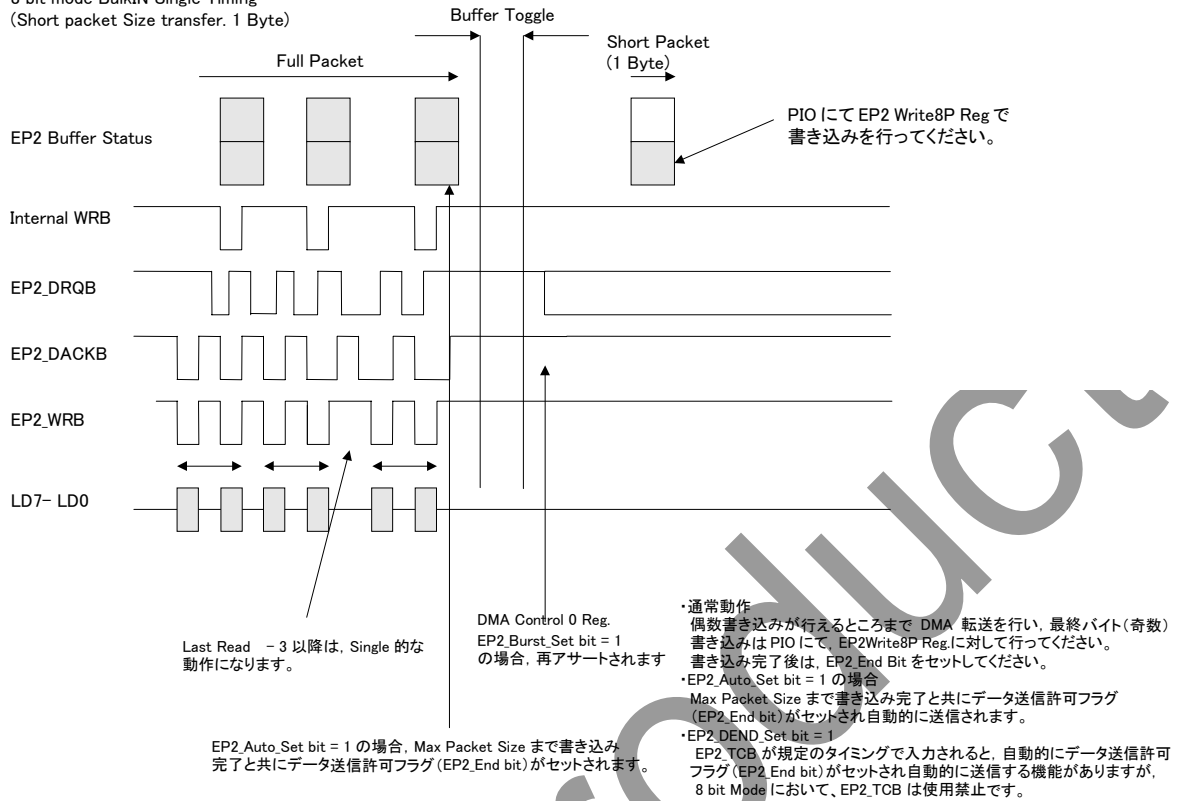 8 bit mode BulkIN Single Timing
(Short packet Size transfer. 1 Byte)
Buffer Toggle
Full Packet
Short Packet
(1 Byte)
EP2 Buffer Status
PIO にて EP2 Write8P Reg で
書き込みを行ってください。
Internal WRB
EP2_DRQB
EP2_DACKB
EP2_WRB
LD7- LD0
Last Read －3 以降は, Single 的な
動作になります。
DMA Control 0 Reg.
EP2_Burst_Set bit = 1
の場合, 再アサートされます
EP2_Auto_Set bit = 1 の場合, Max Packet Size まで書き込み
完了と共にデータ送信許可フラグ(EP2_End bit)がセットされます。
・通常動作
偶数書き込みが行えるところまで DMA 転送を行い, 最終バイト(奇数)
書き込みは PIO にて, EP2Write8P Reg.に対して行ってください。
書き込み完了後は, EP2_End Bit をセットしてください。
・EP2_Auto_Set bit = 1 の場合
Max Packet Size まで書き込み完了と共にデータ送信許可フラグ
(EP2_End bit)がセットされ自動的に送信されます。
・EP2_DEND_Set bit = 1
EP2_TCB が規定のタイミングで入力されると, 自動的にデータ送信許可
フラグ(EP2_End bit)がセットされ自動的に送信する機能がありますが,
8 bit Mode において、EP2_TCB は使用禁止です。